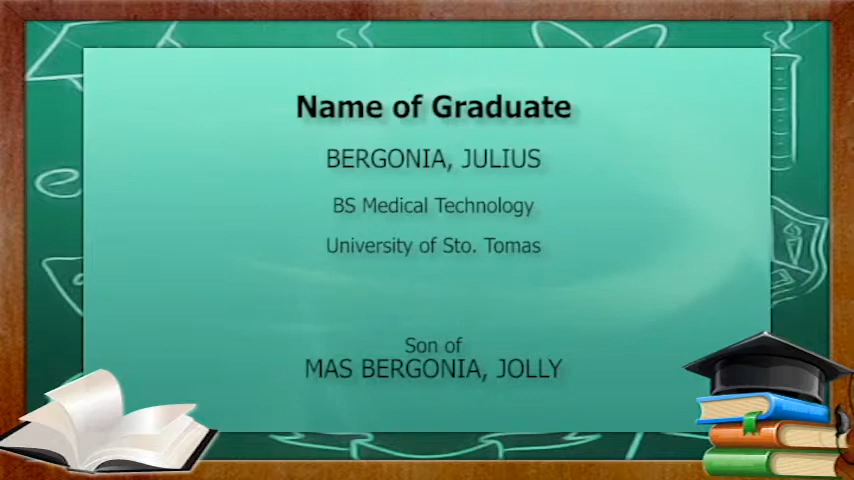 Name of Graduate
BERGONIA, JULIUS
BS Medical Technology
University of Sto. Tomas
Son of
MAS BERGONIA, JOLLY